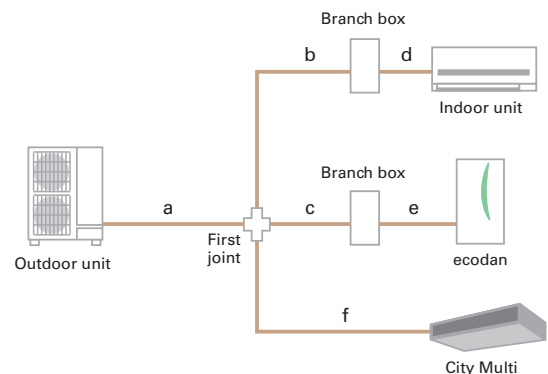 Branch box
b
d
Indoor unit
Branch box
a
c
e
First
joint
Outdoor unit
ecodan
f
City Multi